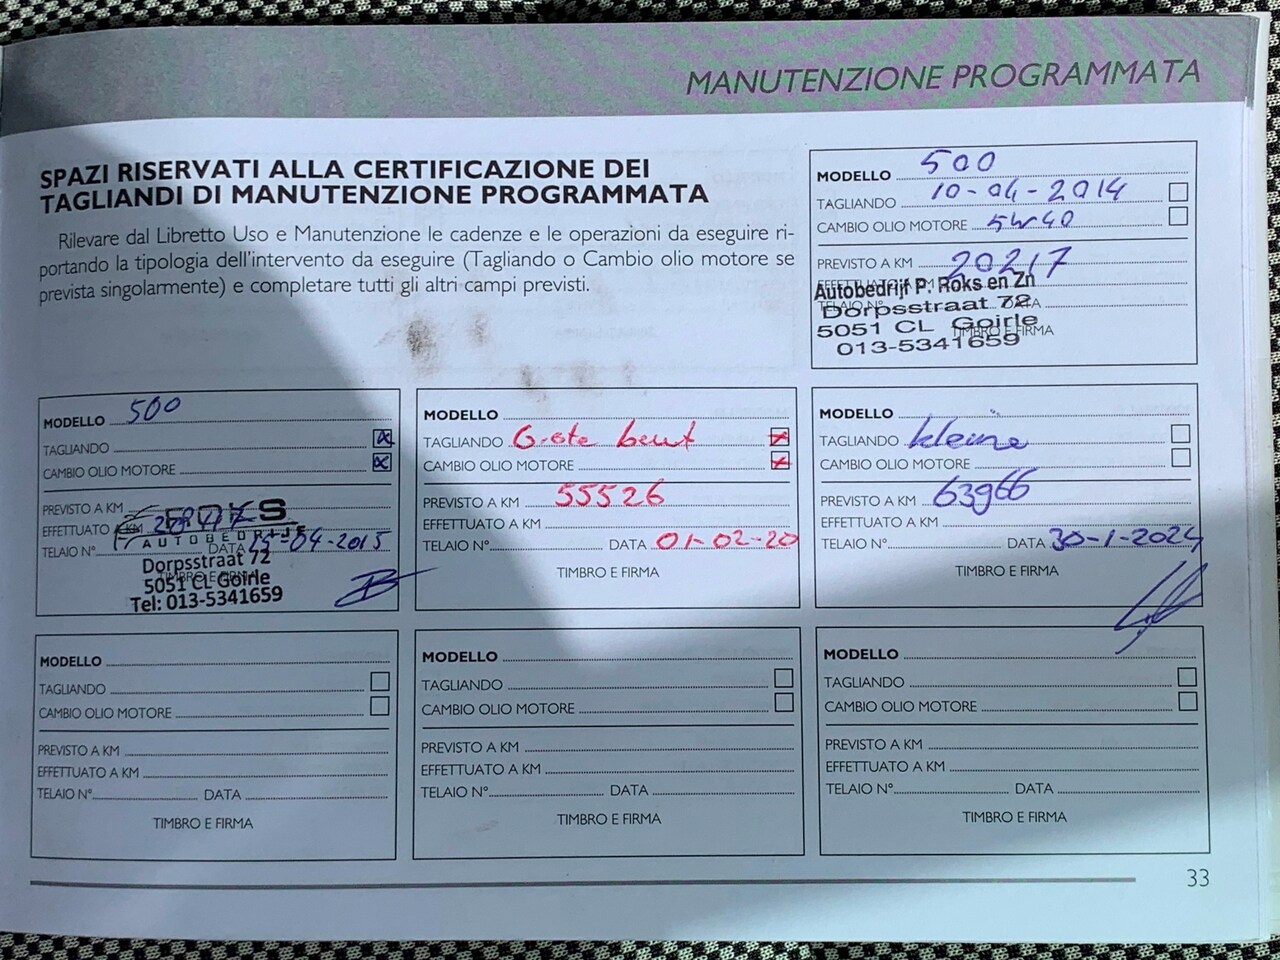 MANUTENZIONE PROGRAMMATA
SPAZI RISERVATI ALLA CERTIFICAZIONE DEI
TAGLIANDI DI MANUTENZIONE PROGRAMMATA
Rilevare dal Libretto Uso e Manutenzione le cadenze e le operazioni da eseguire ri-
portando la tipologia dell'intervento da eseguire (Tagliando o Cambio olio motore se
prevista singolarmente) e completare tutti gli altri campi previsti.
MODELLO 500
TAGLIANDO 10-04-2014
CAMBIO OLIO MOTORE 5W40
PREVISTO A KM 20217
EFFETTUATO A KM
TELAIO N° DATA
TIMBRO E FIRMA
Autobedrijf P. Roks en Zn
Dorpsstraat 72
5051 CL Goirle
013-5341659
MODELLO 500
TAGLIANDO
CAMBIO OLIO MOTORE
PREVISTO A KM
EFFETTUATO A KM
TELAIO N° DATA -04-2015
TIMBRO E FIRMA
ROKS
AUTOBEDRIJF
Dorpsstraat 72
5051 CL Goirle
Tel: 013-5341659
MODELLO
TAGLIANDO Grote beurt
CAMBIO OLIO MOTORE
PREVISTO A KM 55526
EFFETTUATO A KM
TELAIO N° DATA 01-02-20
TIMBRO E FIRMA
MODELLO
TAGLIANDO kleine
CAMBIO OLIO MOTORE
PREVISTO A KM 63966
EFFETTUATO A KM
TELAIO N° DATA 30-1-2024
TIMBRO E FIRMA
MODELLO
TAGLIANDO
CAMBIO OLIO MOTORE
PREVISTO A KM
EFFETTUATO A KM
TELAIO N° DATA
TIMBRO E FIRMA
MODELLO
TAGLIANDO
CAMBIO OLIO MOTORE
PREVISTO A KM
EFFETTUATO A KM
TELAIO N° DATA
TIMBRO E FIRMA
MODELLO
TAGLIANDO
CAMBIO OLIO MOTORE
PREVISTO A KM
EFFETTUATO A KM
TELAIO N° DATA
TIMBRO E FIRMA
33